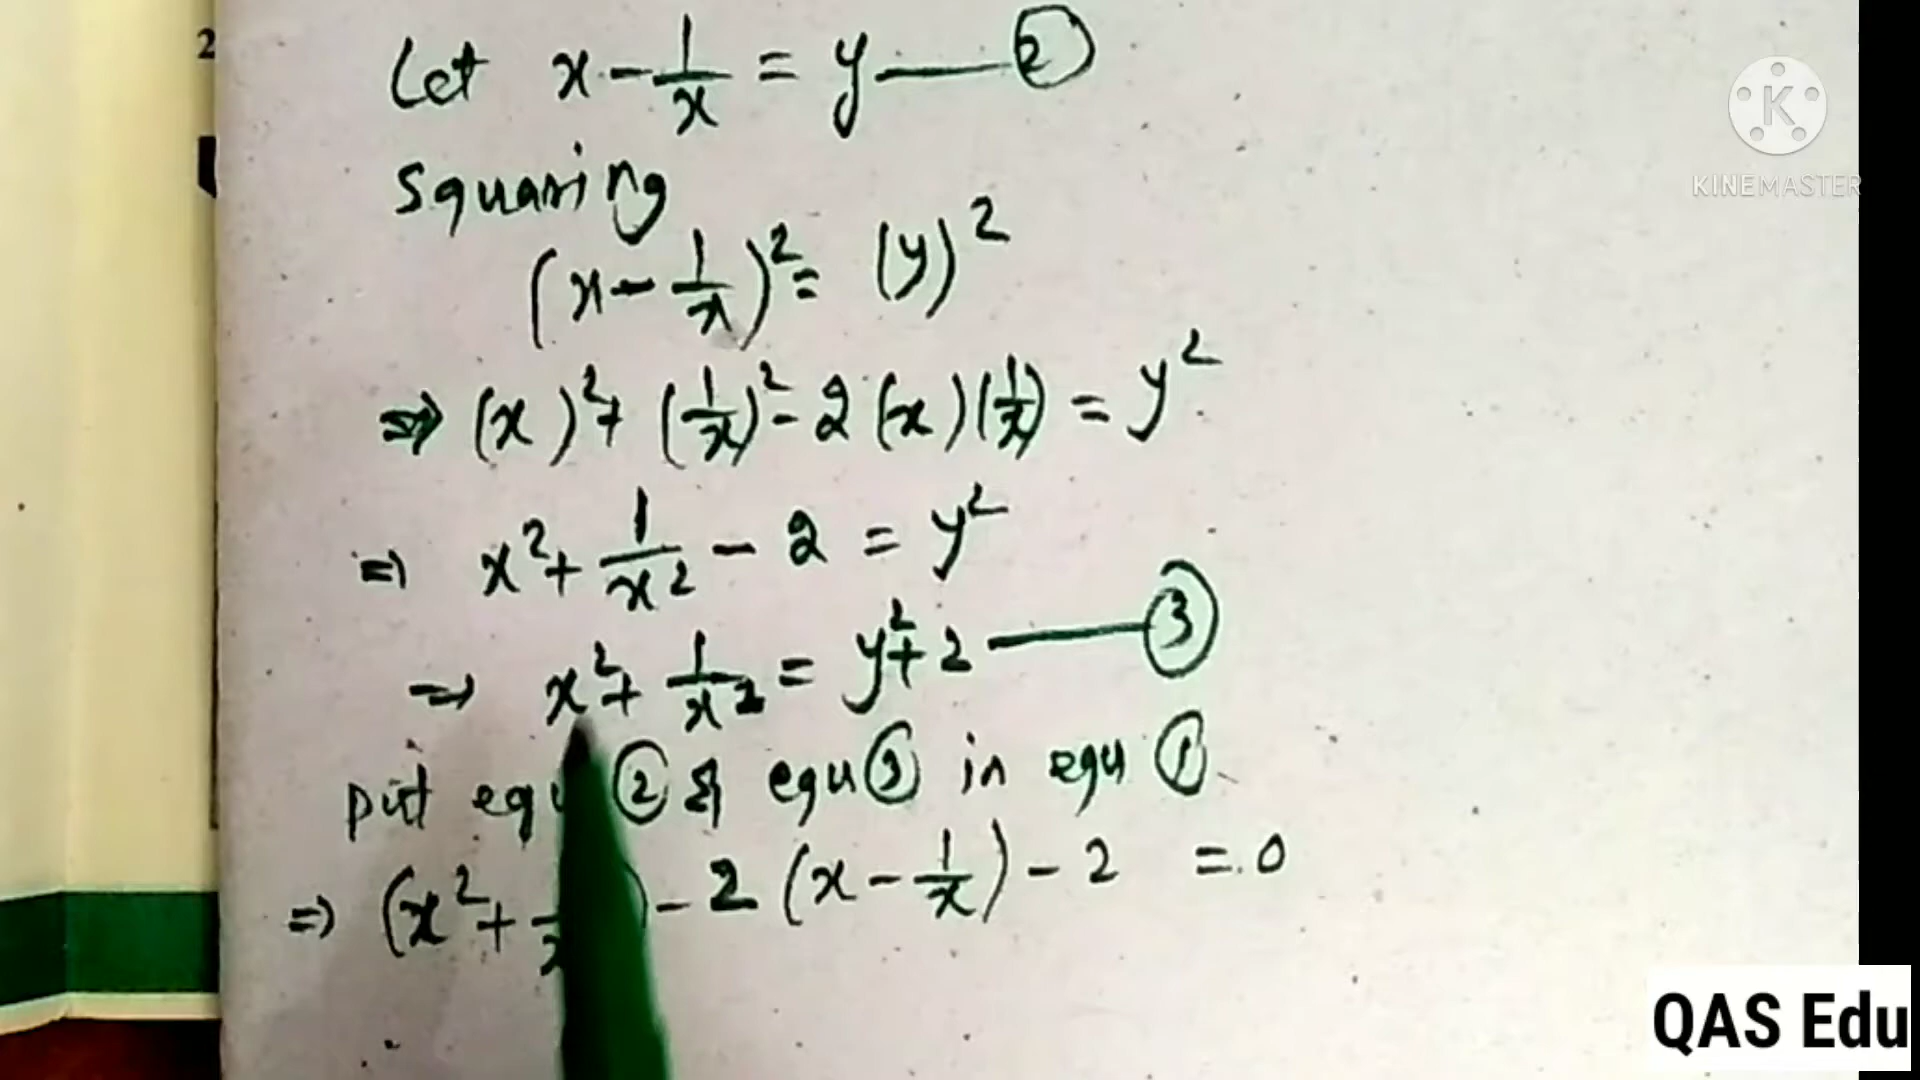 2
Let x - 1/x = y —— ②
KINEMASTER
squaring
(x - 1/x)² = (y)²
⇒ (x)² + (1/x)² - 2(x)(1/x) = y²
⇒ x² + 1/x² - 2 = y²
⇒ x² + 1/x² = y² + 2 —— ③
put equ ② & equ ③ in equ ①
⇒ (x² + ) - 2(x - 1/x) - 2 = 0
QAS Edu